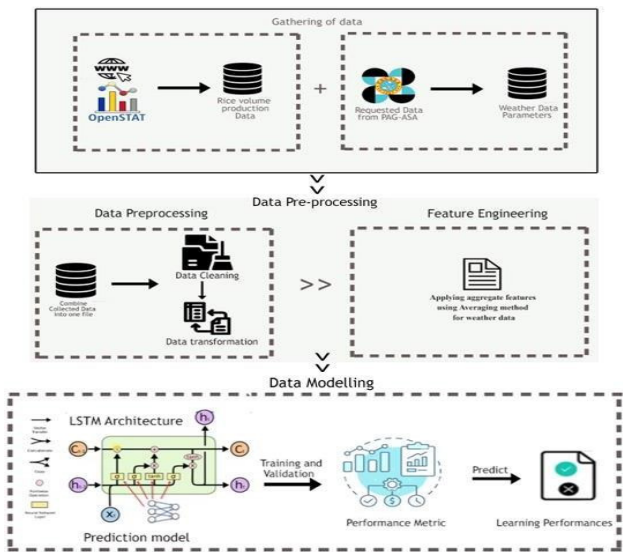 Gathering of data
www
OpenSTAT
Rice volume
production
Data
+
Requested Data
from PAG-ASA
Weather Data
Parameters
Data Pre-processing
Data Preprocessing
Feature Engineering
Combine
Collected Data
into one file
Data Cleaning
Data transformation
>>
Applying aggregate features
using Averaging method
for weather data
Data Modelling
LSTM Architecture
Training and
Validation
Predict
Prediction model
Performance Metric
Learning Performances